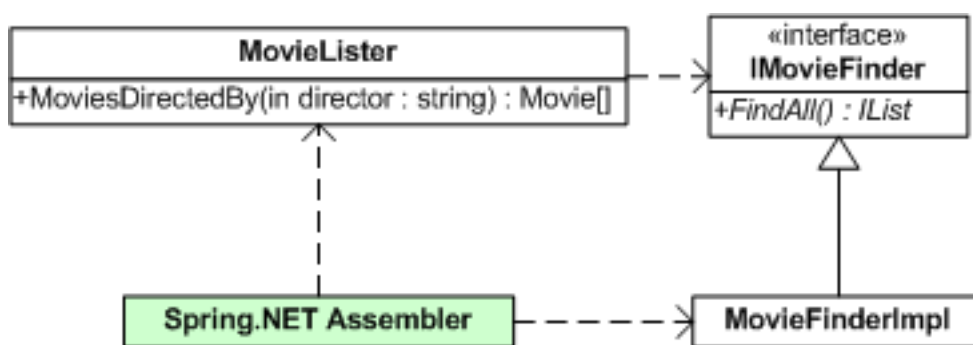 MovieLister
+MoviesDirectedBy(in director : string) : Movie[]
«interface»
IMovieFinder
+FindAll() : IList
Spring.NET Assembler
MovieFinderImpl